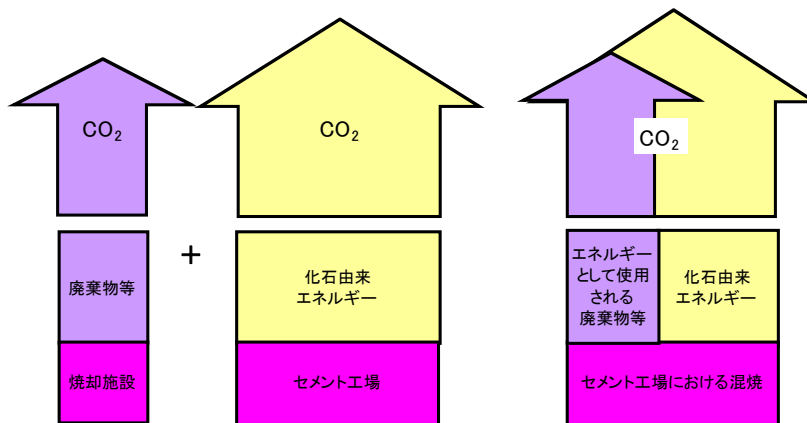 CO₂
CO₂
CO₂
廃棄物等
+
化石由来
エネルギー
エネルギー
として使用
される
廃棄物等
化石由来
エネルギー
焼却施設
セメント工場
セメント工場における混焼